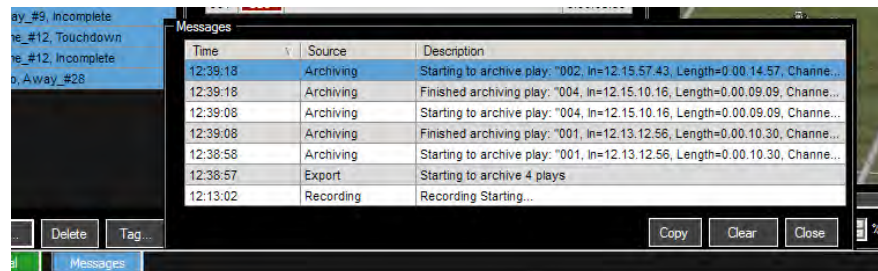 ay_#9, Incomplete
e_#12, Touchdown
e_#12, Incomplete
o, Away_#28
Messages
Time Source Description
12:39:18 Archiving Starting to archive play: "002, In=12.15.57.43, Length=0.00.14.57, Channe...
12:39:18 Archiving Finished archiving play: "004, In=12.15.10.16, Length=0.00.09.09, Channe...
12:39:08 Archiving Starting to archive play: "004, In=12.15.10.16, Length=0.00.09.09, Channe...
12:39:08 Archiving Finished archiving play: "001, In=12.13.12.56, Length=0.00.10.30, Channe...
12:38:58 Archiving Starting to archive play: "001, In=12.13.12.56, Length=0.00.10.30, Channe...
12:38:57 Export Starting to archive 4 plays
12:13:02 Recording Recording Starting...
Delete Tag... Copy Clear Close %
Messages